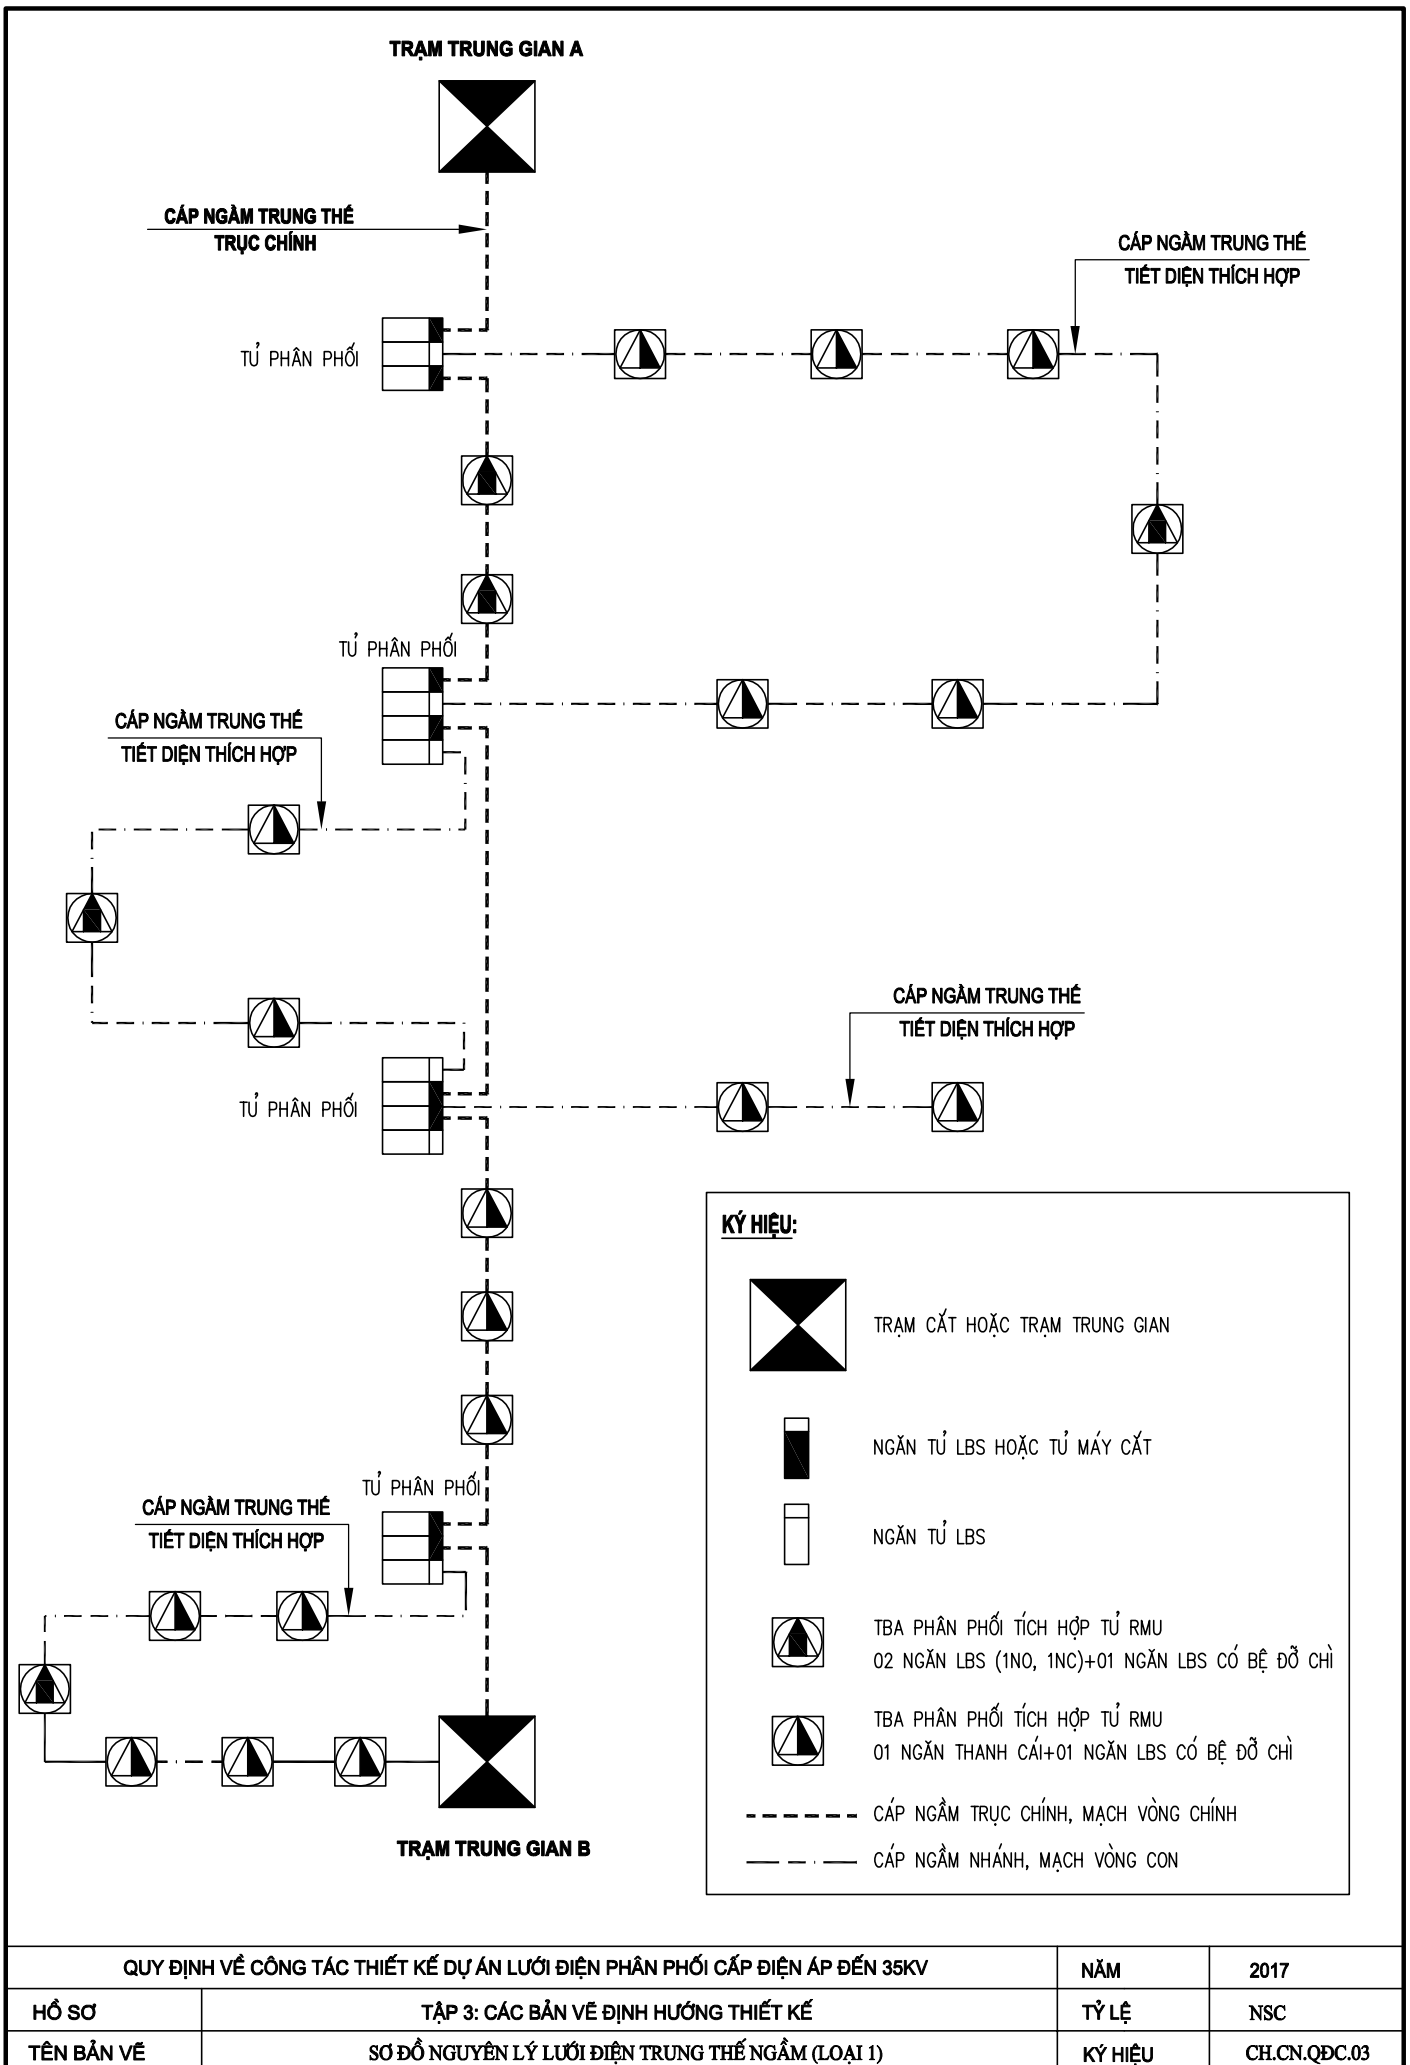 TRẠM TRUNG GIAN A
CÁP NGẦM TRUNG THẾ
TRỤC CHÍNH
CÁP NGẦM TRUNG THẾ
TIẾT DIỆN THÍCH HỢP
TỦ PHÂN PHỐI
TỦ PHÂN PHỐI
CÁP NGẦM TRUNG THẾ
TIẾT DIỆN THÍCH HỢP
CÁP NGẦM TRUNG THẾ
TIẾT DIỆN THÍCH HỢP
TỦ PHÂN PHỐI
KÝ HIỆU:
TRẠM CẮT HOẶC TRẠM TRUNG GIAN
NGĂN TỦ LBS HOẶC TỦ MÁY CẮT
NGĂN TỦ LBS
TBA PHÂN PHỐI TÍCH HỢP TỦ RMU
02 NGĂN LBS (1NO, 1NC)+01 NGĂN LBS CÓ BỆ ĐỠ CHÌ
TBA PHÂN PHỐI TÍCH HỢP TỦ RMU
01 NGĂN THANH CÁI+01 NGĂN LBS CÓ BỆ ĐỠ CHÌ
CÁP NGẦM TRỤC CHÍNH, MẠCH VÒNG CHÍNH
CÁP NGẦM NHÁNH, MẠCH VÒNG CON
TỦ PHÂN PHỐI
CÁP NGẦM TRUNG THẾ
TIẾT DIỆN THÍCH HỢP
TRẠM TRUNG GIAN B
QUY ĐỊNH VỀ CÔNG TÁC THIẾT KẾ DỰ ÁN LƯỚI ĐIỆN PHÂN PHỐI CẤP ĐIỆN ÁP ĐẾN 35KV NĂM 2017
HỒ SƠ TẬP 3: CÁC BẢN VẼ ĐỊNH HƯỚNG THIẾT KẾ TỶ LỆ NSC
TÊN BẢN VẼ SƠ ĐỒ NGUYÊN LÝ LƯỚI ĐIỆN TRUNG THẾ NGẦM (LOẠI 1) KÝ HIỆU CH.CN.QĐC.03